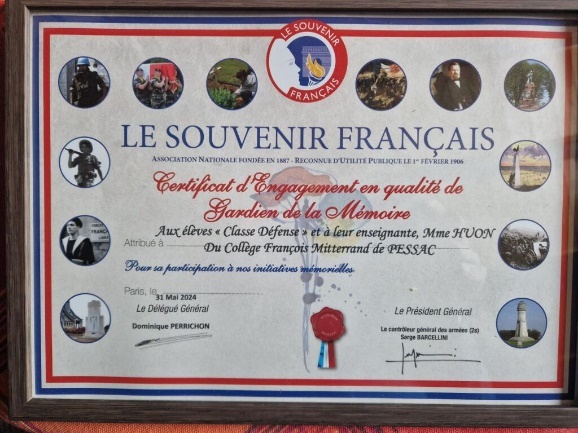 LE SOUVENIR
FRANÇAIS
LE SOUVENIR FRANÇAIS
ASSOCIATION NATIONALE FONDÉE EN 1887 - RECONNUE D'UTILITÉ PUBLIQUE LE 1er FÉVRIER 1906
Certificat d'Engagement en qualité de
Gardien de la Mémoire
Aux élèves « Classe Défense » et à leur enseignante, Mme HUON
Attribué à
Du Collège François Mitterrand de PESSAC
Pour sa participation à nos initiatives mémorielles
Paris, le
31 Mai 2024
Le Délégué Général
Le Président Général
Dominique PERRICHON
Le contrôleur général des armées (2s)
Serge BARCELLINI